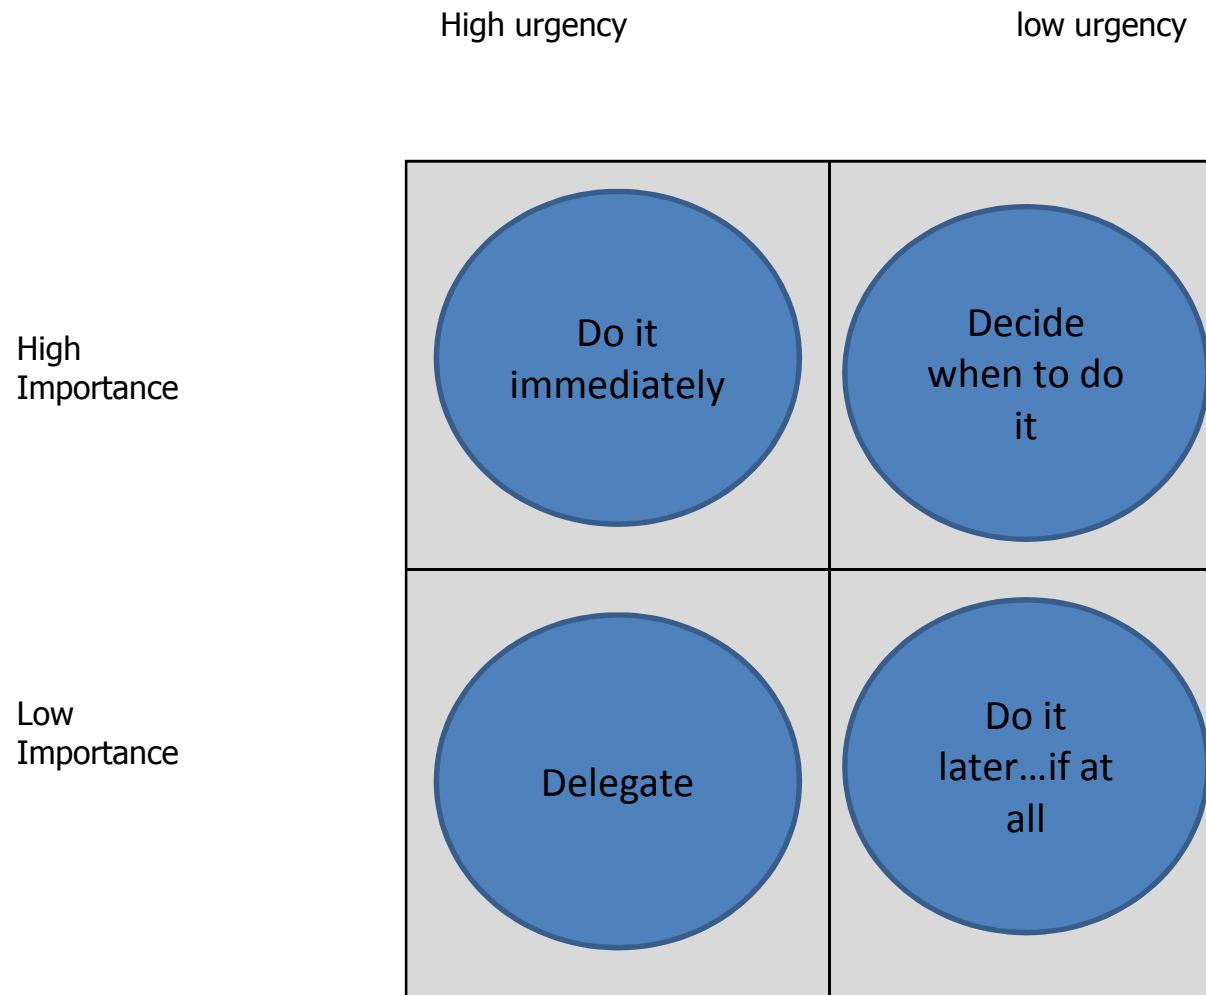 High urgency
low urgency
High
Importance
Do it
immediately
Decide
when to do
it
Low
Importance
Delegate
Do it
later...if at
all